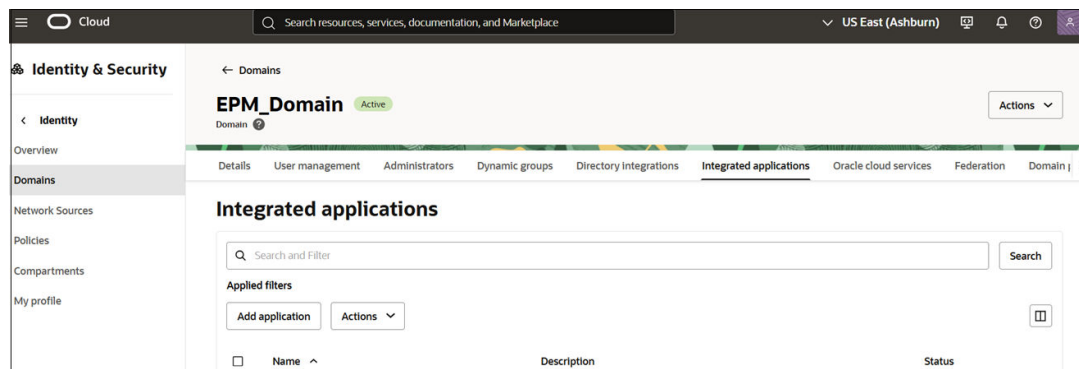 Cloud
Search resources, services, documentation, and Marketplace
US East (Ashburn)
Identity & Security
Identity
Overview
Domains
Network Sources
Policies
Compartments
My profile
← Domains
EPM_Domain Active
Domain ?
Actions
Details User management Administrators Dynamic groups Directory integrations Integrated applications Oracle cloud services Federation Domain
Integrated applications
Search and Filter Search
Applied filters
Add application Actions
Name Description Status